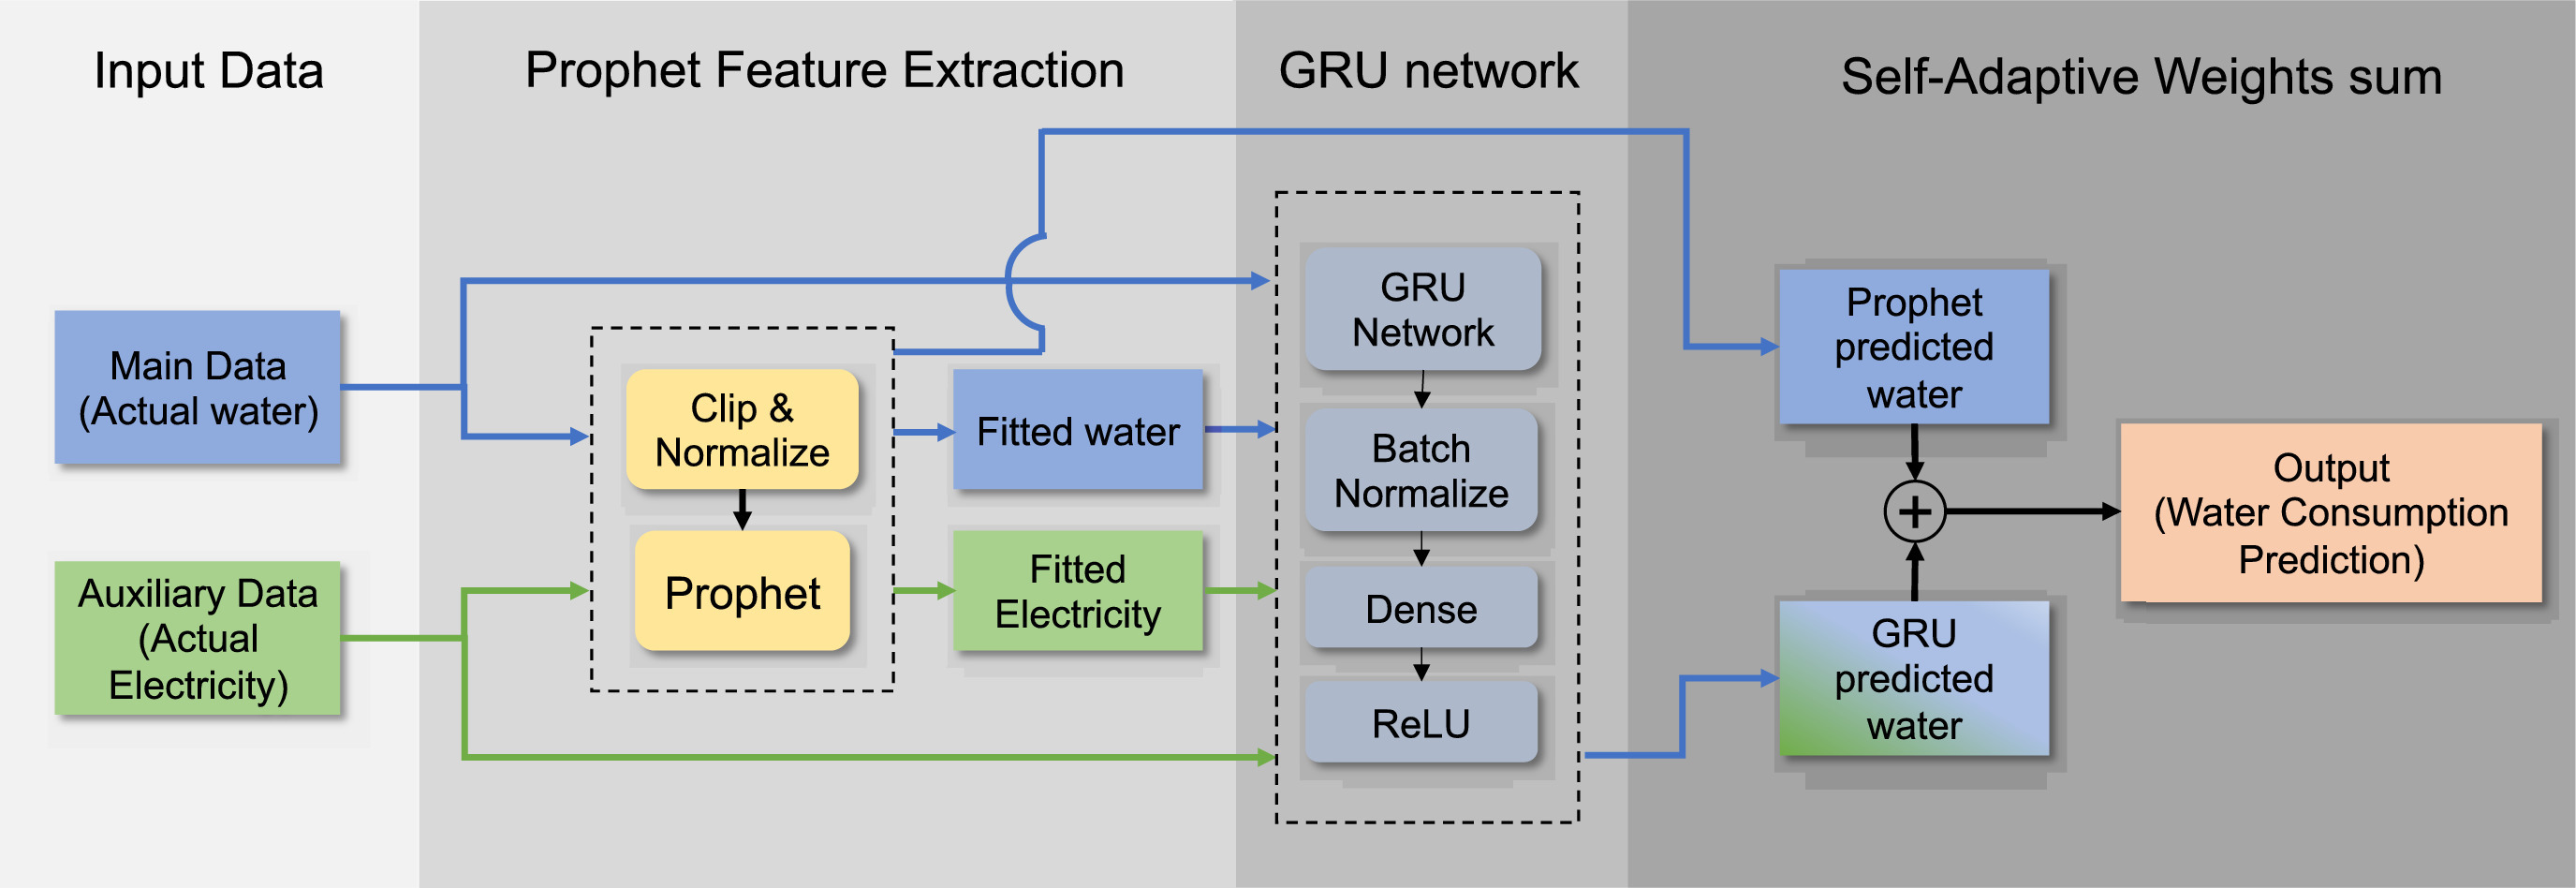 Input Data
Prophet Feature Extraction
GRU network
Self-Adaptive Weights sum
Main Data
(Actual water)
Auxiliary Data
(Actual
Electricity)
Clip &
Normalize
Prophet
Fitted water
Fitted
Electricity
GRU
Network
Batch
Normalize
Dense
ReLU
Prophet
predicted
water
+
GRU
predicted
water
Output
(Water Consumption
Prediction)